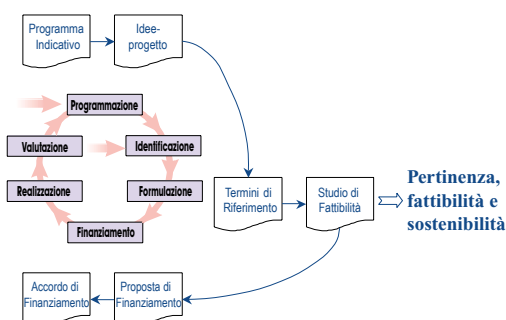 Programma
Indicativo
Idee-
progetto
Programmazione
Valutazione
Identificazione
Realizzazione
Formulazione
Finanziamento
Termini di
Riferimento
Studio di
Fattibilità
Pertinenza,
fattibilità e
sostenibilità
Accordo di
Finanziamento
Proposta di
Finanziamento